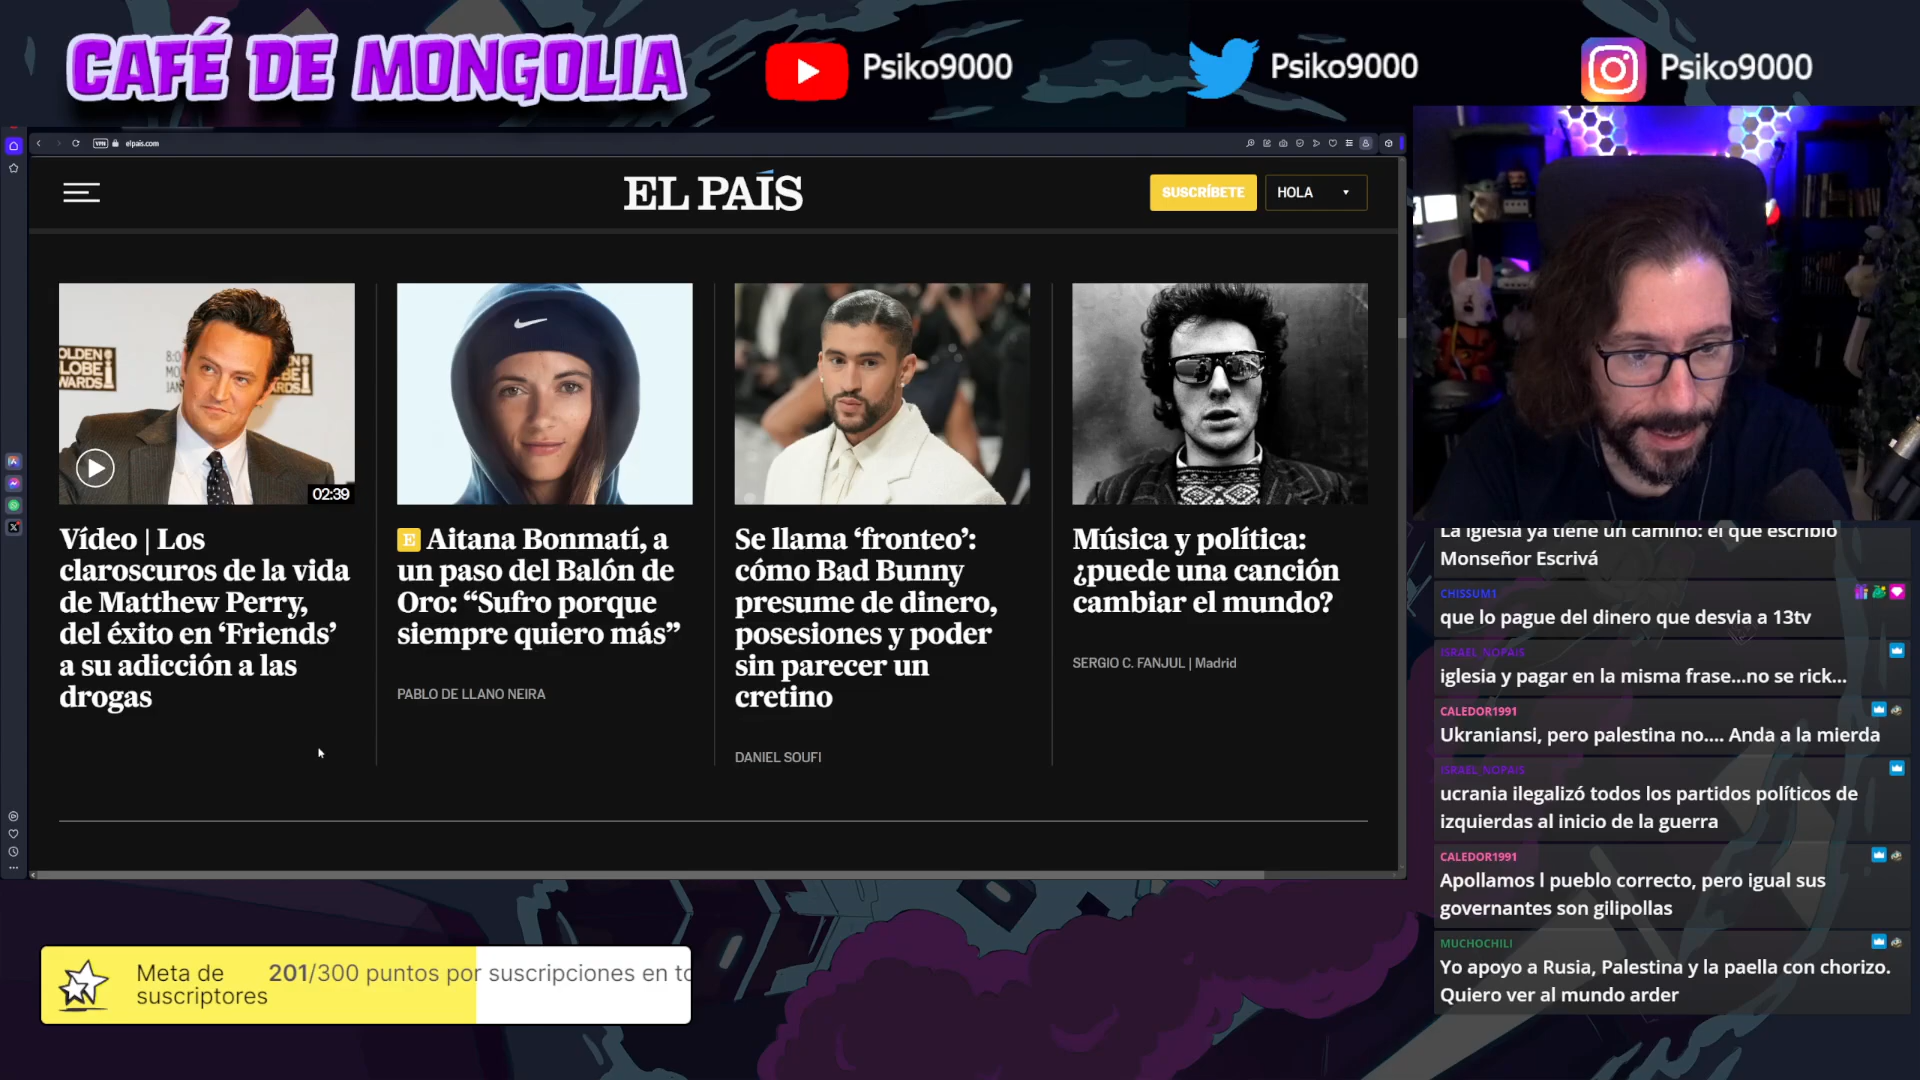 CAFÉ DE MONGOLIA
Psiko9000
Psiko9000
Psiko9000
VPN
elpais.com
EL PAÍS
SUSCRÍBETE
HOLA
02:39
Vídeo | Los
claroscuros de la vida
de Matthew Perry,
del éxito en ‘Friends’
a su adicción a las
drogas
E Aitana Bonmatí, a
un paso del Balón de
Oro: “Sufro porque
siempre quiero más”
PABLO DE LLANO NEIRA
Se llama ‘fronteo’:
cómo Bad Bunny
presume de dinero,
posesiones y poder
sin parecer un
cretino
DANIEL SOUFI
Música y política:
¿puede una canción
cambiar el mundo?
SERGIO C. FANJUL | Madrid
La iglesia ya tiene un camino: el que escribio
Monseñor Escrivá
CHISSUM1
que lo pague del dinero que desvia a 13tv
ISRAEL_NOPAIS
iglesia y pagar en la misma frase...no se rick...
CALEDOR1991
Ukraniansi, pero palestina no.... Anda a la mierda
ISRAEL_NOPAIS
ucrania ilegalizó todos los partidos políticos de
izquierdas al inicio de la guerra
CALEDOR1991
Apollamos l pueblo correcto, pero igual sus
governantes son gilipollas
MUCHOCHILI
Yo apoyo a Rusia, Palestina y la paella con chorizo.
Quiero ver al mundo arder
Meta de
suscriptores
201/300 puntos por suscripciones en to